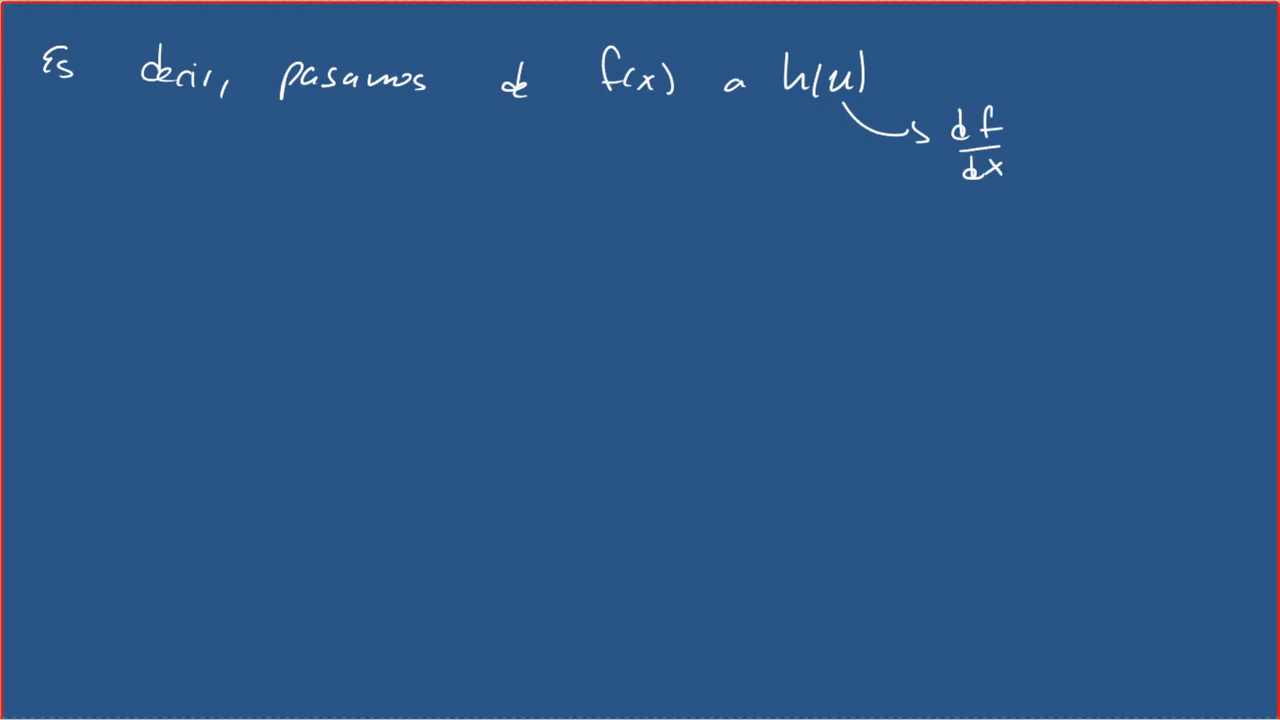 Es decir, pasamos de f(x) a h(u)
df
dx